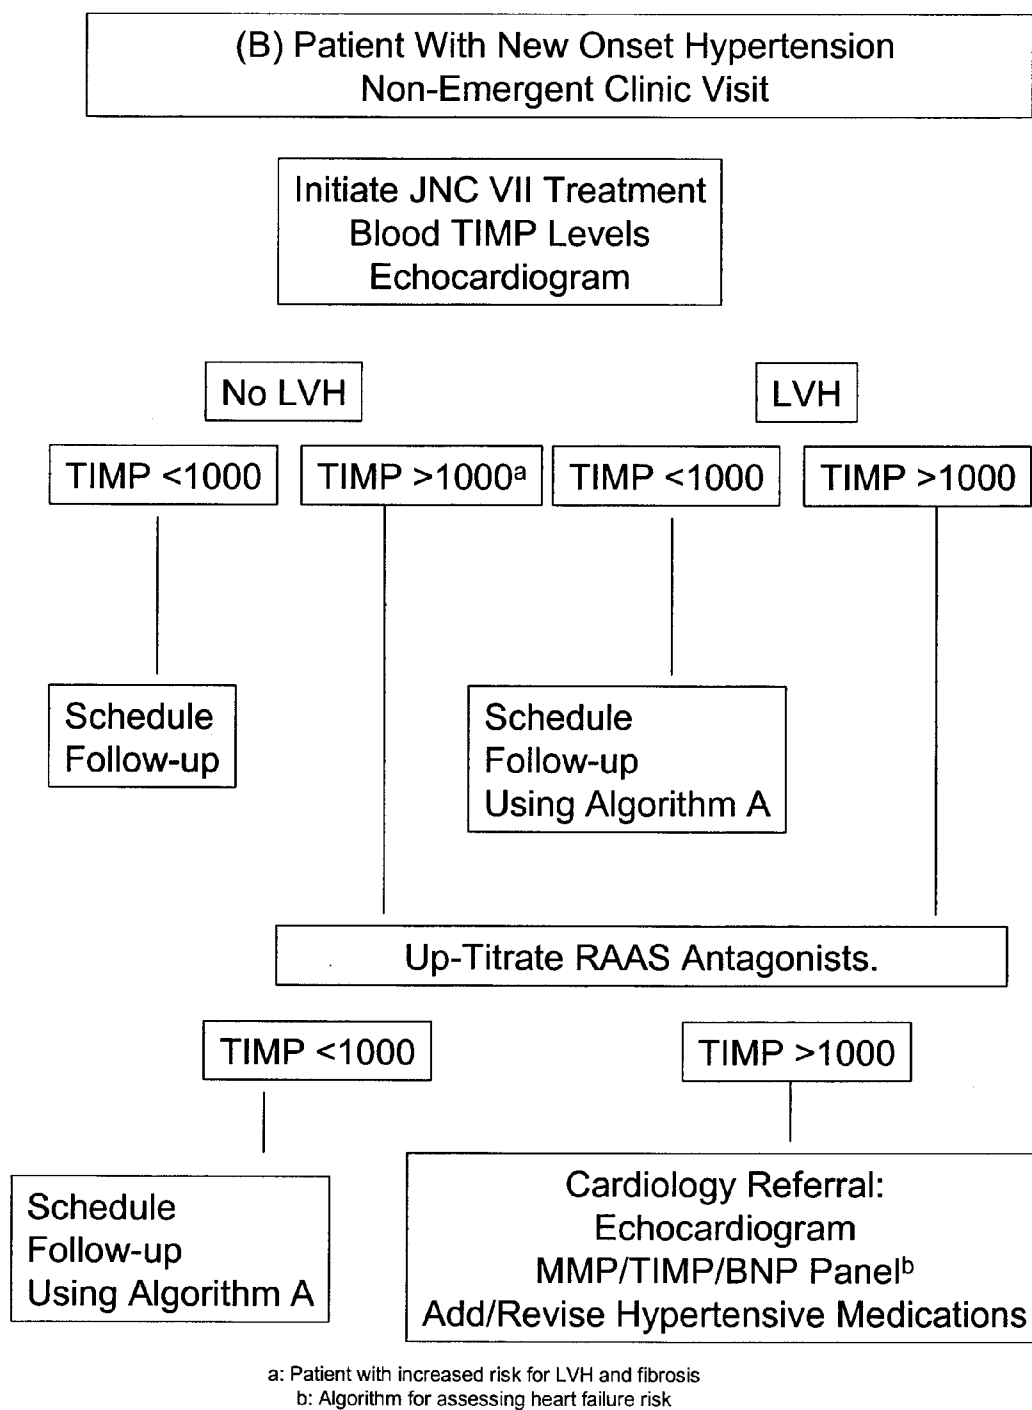 (B) Patient With New Onset Hypertension
Non-Emergent Clinic Visit
Initiate JNC VII Treatment
Blood TIMP Levels
Echocardiogram
No LVH
LVH
TIMP <1000
TIMP >1000ᵃ
TIMP <1000
TIMP >1000
Schedule
Follow-up
Schedule
Follow-up
Using Algorithm A
Up-Titrate RAAS Antagonists.
TIMP <1000
TIMP >1000
Schedule
Follow-up
Using Algorithm A
Cardiology Referral:
Echocardiogram
MMP/TIMP/BNP Panelᵇ
Add/Revise Hypertensive Medications
a: Patient with increased risk for LVH and fibrosis
b: Algorithm for assessing heart failure risk